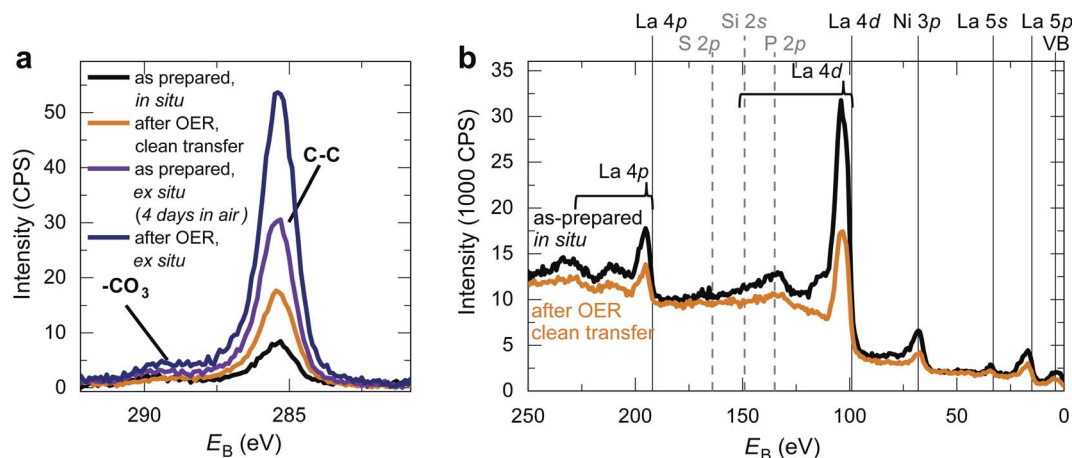 a
Intensity (CPS)
50
40
30
20
10
0
as prepared,
in situ
after OER,
clean transfer
as prepared,
ex situ
(4 days in air)
after OER,
ex situ
C-C
-CO3
290
285
EB (eV)
b
La 4p
Si 2s
La 4d
Ni 3p
La 5s
La 5p
S 2p
P 2p
VB
Intensity (1000 CPS)
35
30
25
20
15
10
5
0
La 4d
La 4p
as-prepared
in situ
after OER
clean transfer
250
200
150
100
50
0
EB (eV)